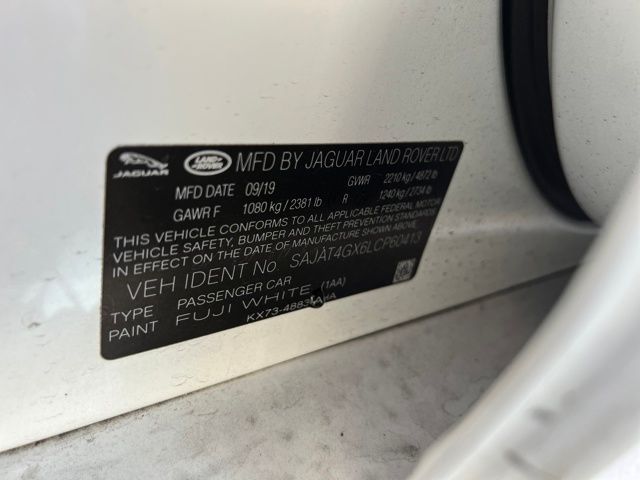 JAGUAR LAND ROVER MFD BY JAGUAR LAND ROVER LTD
MFD DATE 09/19 GVWR 2210 kg / 4872 lb
GAWR F 1080 kg / 2381 lb R 1240 kg / 2734 lb
THIS VEHICLE CONFORMS TO ALL APPLICABLE FEDERAL MOTOR
VEHICLE SAFETY, BUMPER AND THEFT PREVENTION STANDARDS
IN EFFECT ON THE DATE OF MANUFACTURE SHOWN ABOVE.
VEH IDENT No. SAJAT4GX6LCP60413
TYPE PASSENGER CAR
PAINT FUJI WHITE (1AA)